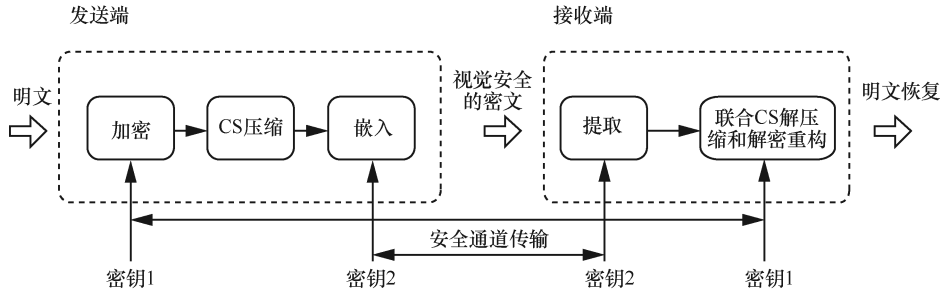 发送端
接收端
明文
加密
CS压缩
嵌入
视觉安全
的密文
提取
联合CS解压
缩和解密重构
明文恢复
安全通道传输
密钥1
密钥2
密钥2
密钥1